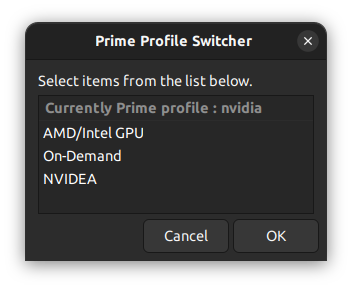 Prime Profile Switcher
Select items from the list below.
Currently Prime profile : nvidia
AMD/Intel GPU
On-Demand
NVIDEA
Cancel OK